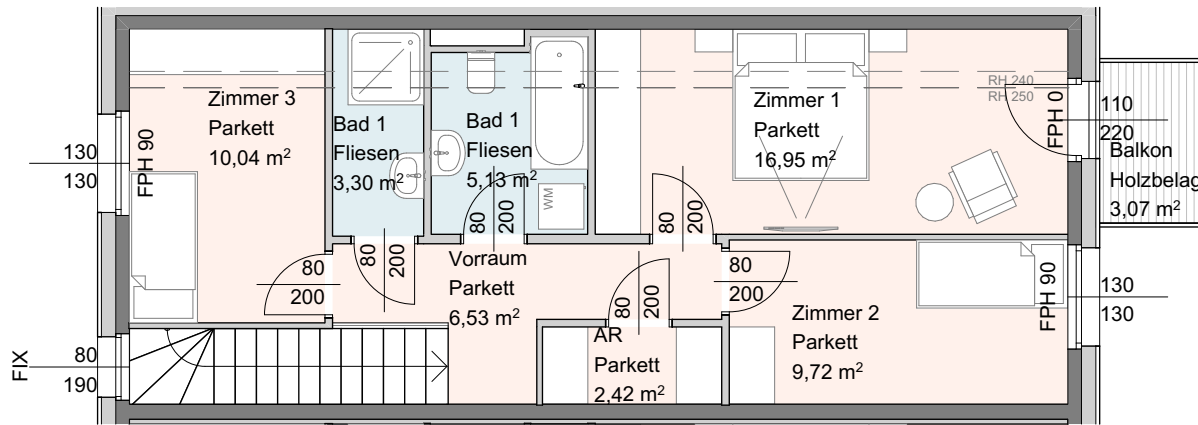 Zimmer 3
Parkett
10,04 m²
Bad 1
Fliesen
3,30 m²
Bad 1
Fliesen
5,13 m²
WM
Zimmer 1
Parkett
16,95 m²
RH 240
RH 250
FPH 0
110
220
Balkon
Holzbelag
3,07 m²
130
130
FPH 90
80
200
80
200
80
200
80
200
Vorraum
Parkett
6,53 m²
80
200
80
200
AR
Parkett
2,42 m²
Zimmer 2
Parkett
9,72 m²
FPH 90
130
130
FIX
80
190